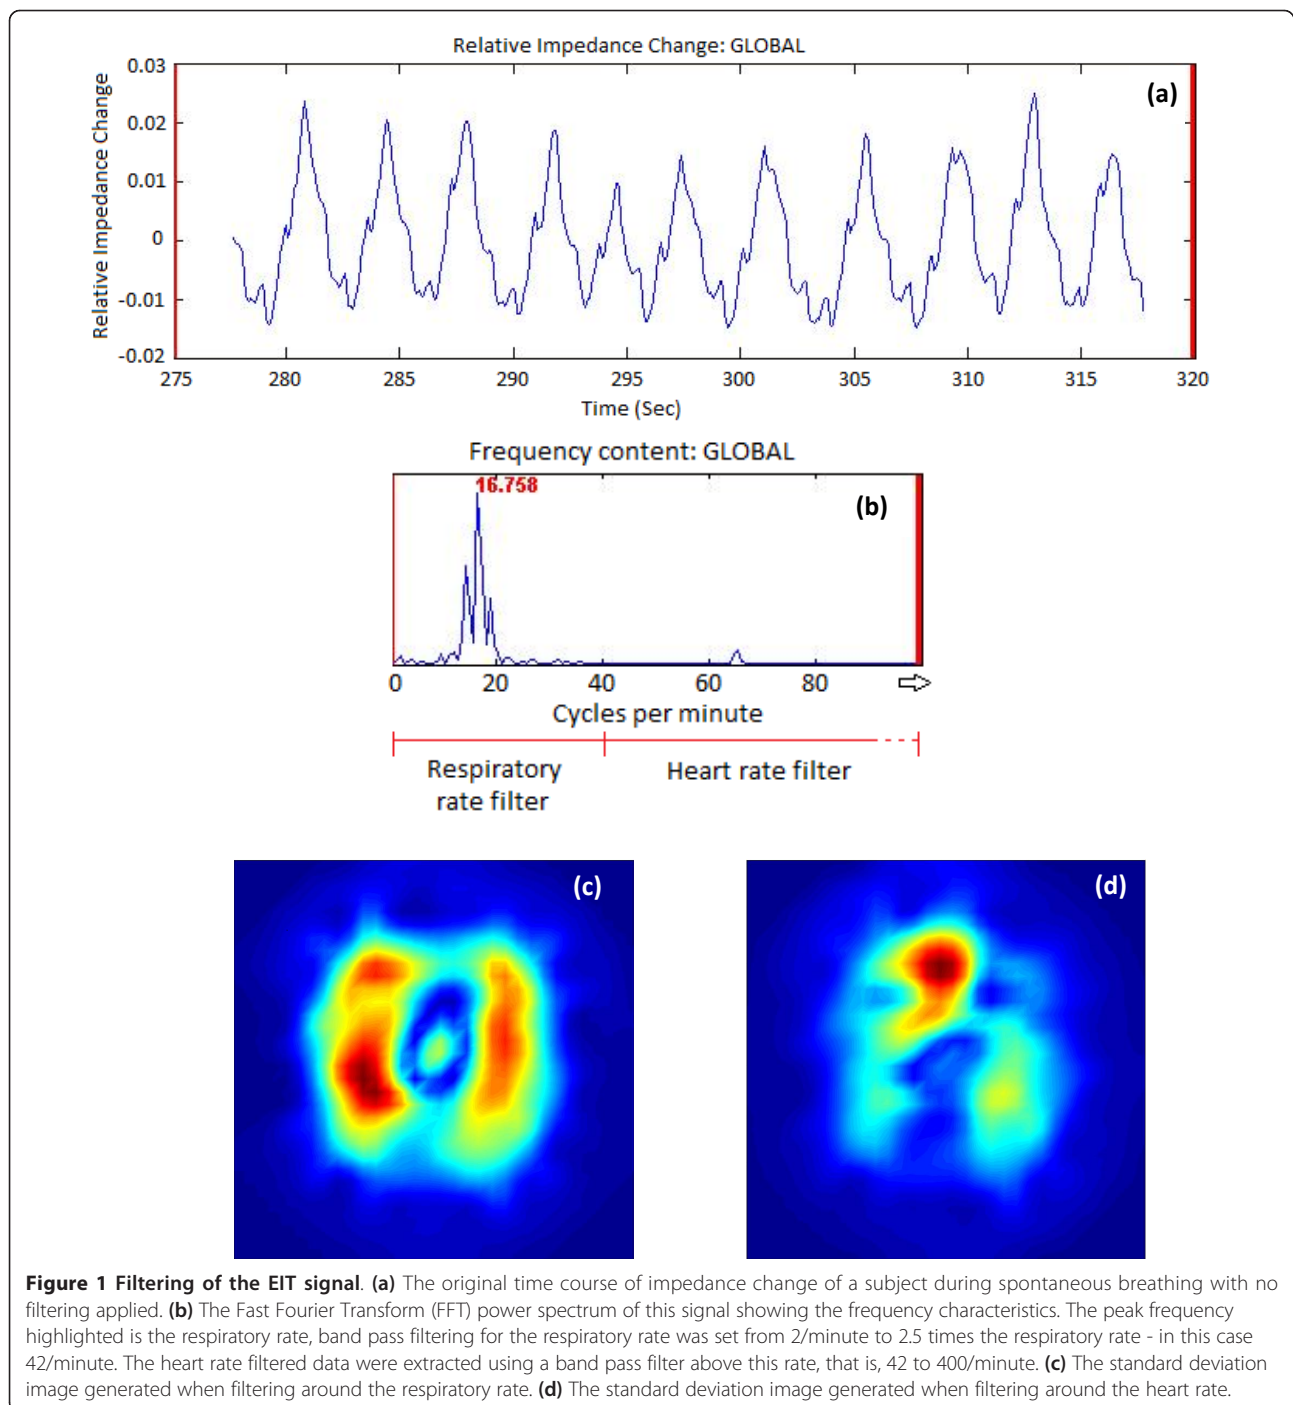 Relative Impedance Change: GLOBAL
(a)
Relative Impedance Change
0.03
0.02
0.01
0
-0.01
-0.02
275 280 285 290 295 300 305 310 315 320
Time (Sec)
Frequency content: GLOBAL
16.758
(b)
0 20 40 60 80
Cycles per minute
Respiratory
rate filter
Heart rate filter
(c)
(d)
Figure 1 Filtering of the EIT signal. (a) The original time course of impedance change of a subject during spontaneous breathing with no
filtering applied. (b) The Fast Fourier Transform (FFT) power spectrum of this signal showing the frequency characteristics. The peak frequency
highlighted is the respiratory rate, band pass filtering for the respiratory rate was set from 2/minute to 2.5 times the respiratory rate - in this case
42/minute. The heart rate filtered data were extracted using a band pass filter above this rate, that is, 42 to 400/minute. (c) The standard deviation
image generated when filtering around the respiratory rate. (d) The standard deviation image generated when filtering around the heart rate.